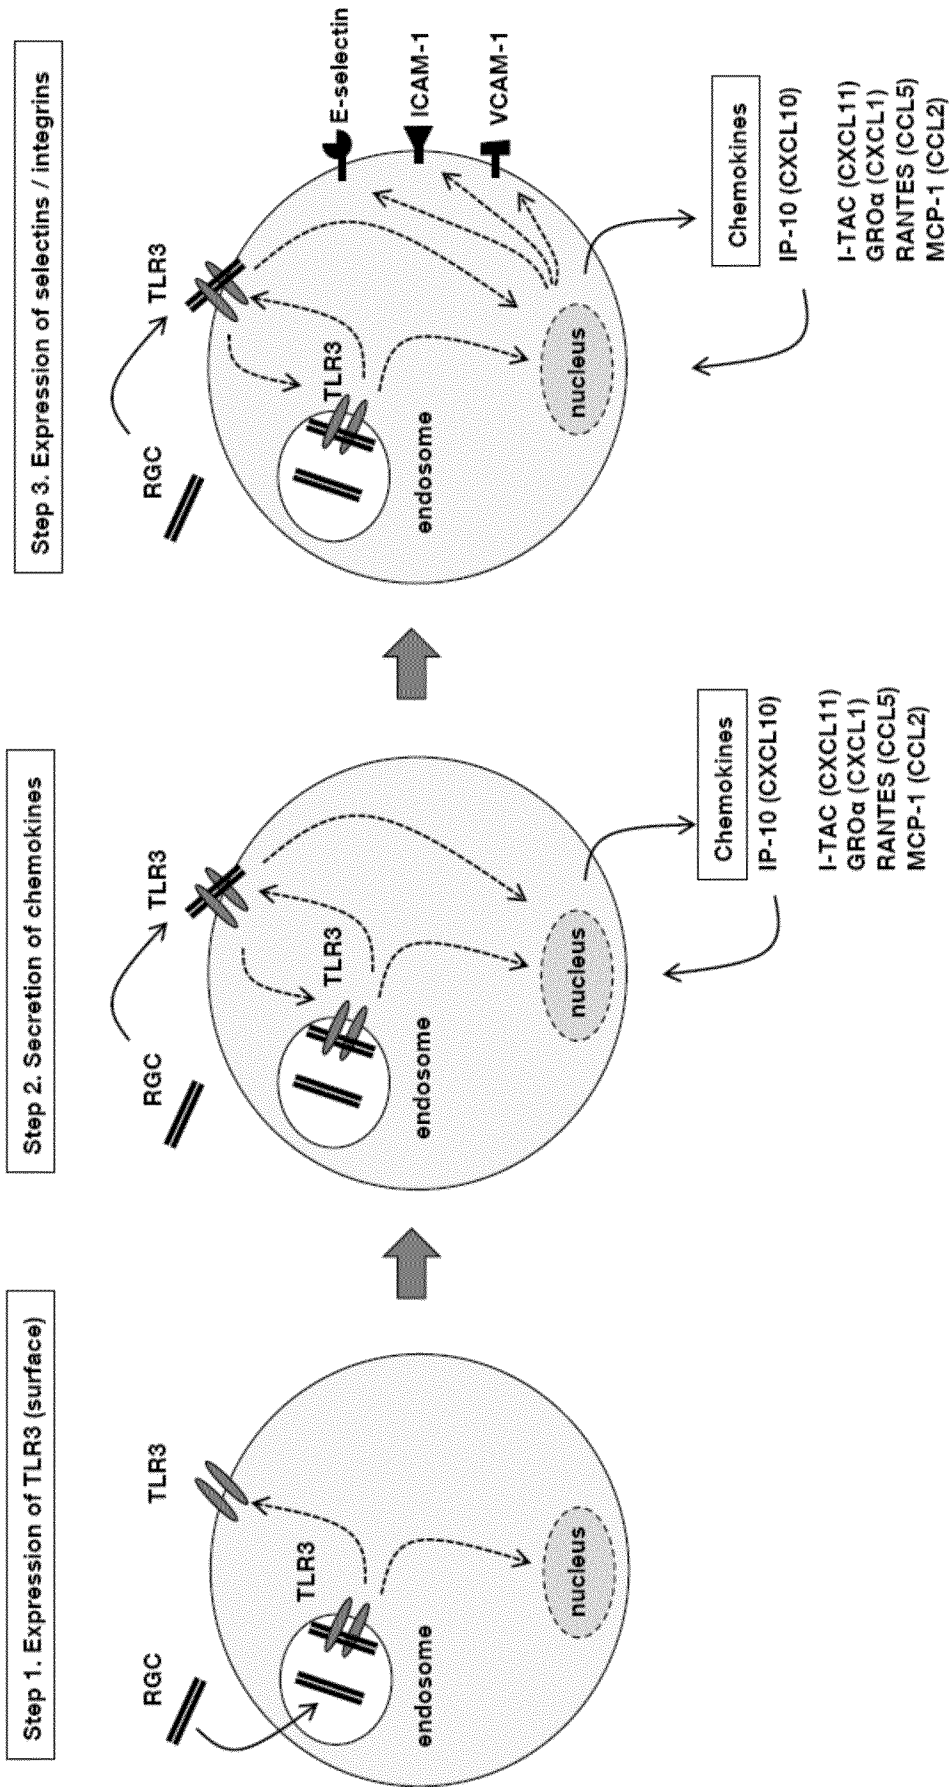 Step 1. Expression of TLR3 (surface)
RGC
TLR3
TLR3
endosome
nucleus
Step 2. Secretion of chemokines
RGC
TLR3
TLR3
endosome
nucleus
Chemokines
IP-10 (CXCL10)
I-TAC (CXCL11)
GROα (CXCL1)
RANTES (CCL5)
MCP-1 (CCL2)
Step 3. Expression of selectins / integrins
RGC
TLR3
TLR3
endosome
nucleus
E-selectin
ICAM-1
VCAM-1
Chemokines
IP-10 (CXCL10)
I-TAC (CXCL11)
GROα (CXCL1)
RANTES (CCL5)
MCP-1 (CCL2)